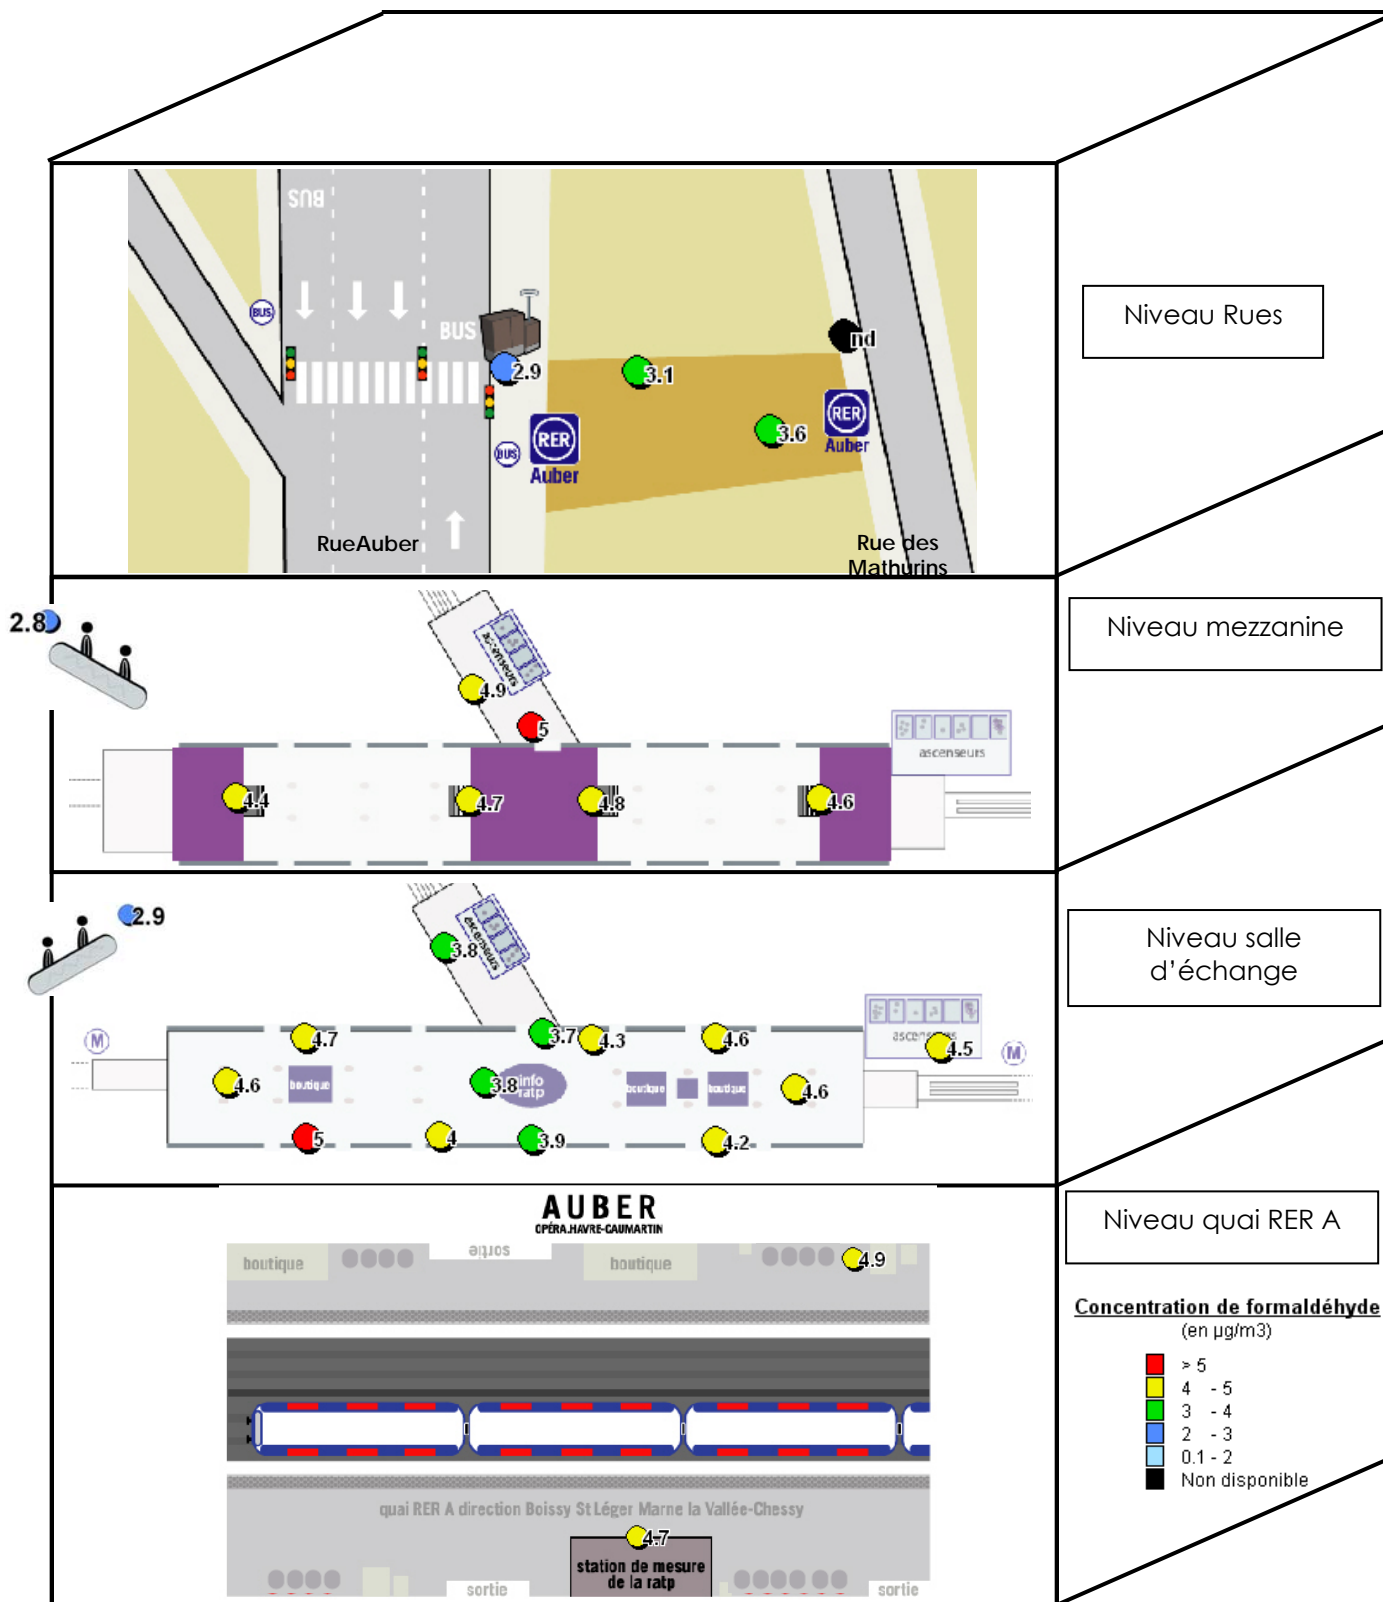 BUS
BUS
BUS
nd
2.9
3.1
3.6
RER
Auber
RER
Auber
BUS
RueAuber
Rue des
Mathurins
Niveau Rues
2.8
ascenseurs
4.9
5
ascenseurs
4.4
4.7
4.8
4.6
Niveau mezzanine
2.9
ascenseurs
3.8
M
4.7
3.7
4.3
4.6
ascenseurs
4.5
M
4.6
boutique
3.8
info
ratp
boutique
boutique
4.6
5
4
3.9
4.2
Niveau salle
d'échange
AUBER
OPÉRA.HAVRE-CAUMARTIN
boutique
sortie
boutique
4.9
quai RER A direction Boissy St Léger Marne la Vallée-Chessy
4.7
station de mesure
de la ratp
sortie
sortie
Niveau quai RER A
Concentration de formaldéhyde
(en µg/m3)
> 5
4 - 5
3 - 4
2 - 3
0.1 - 2
Non disponible